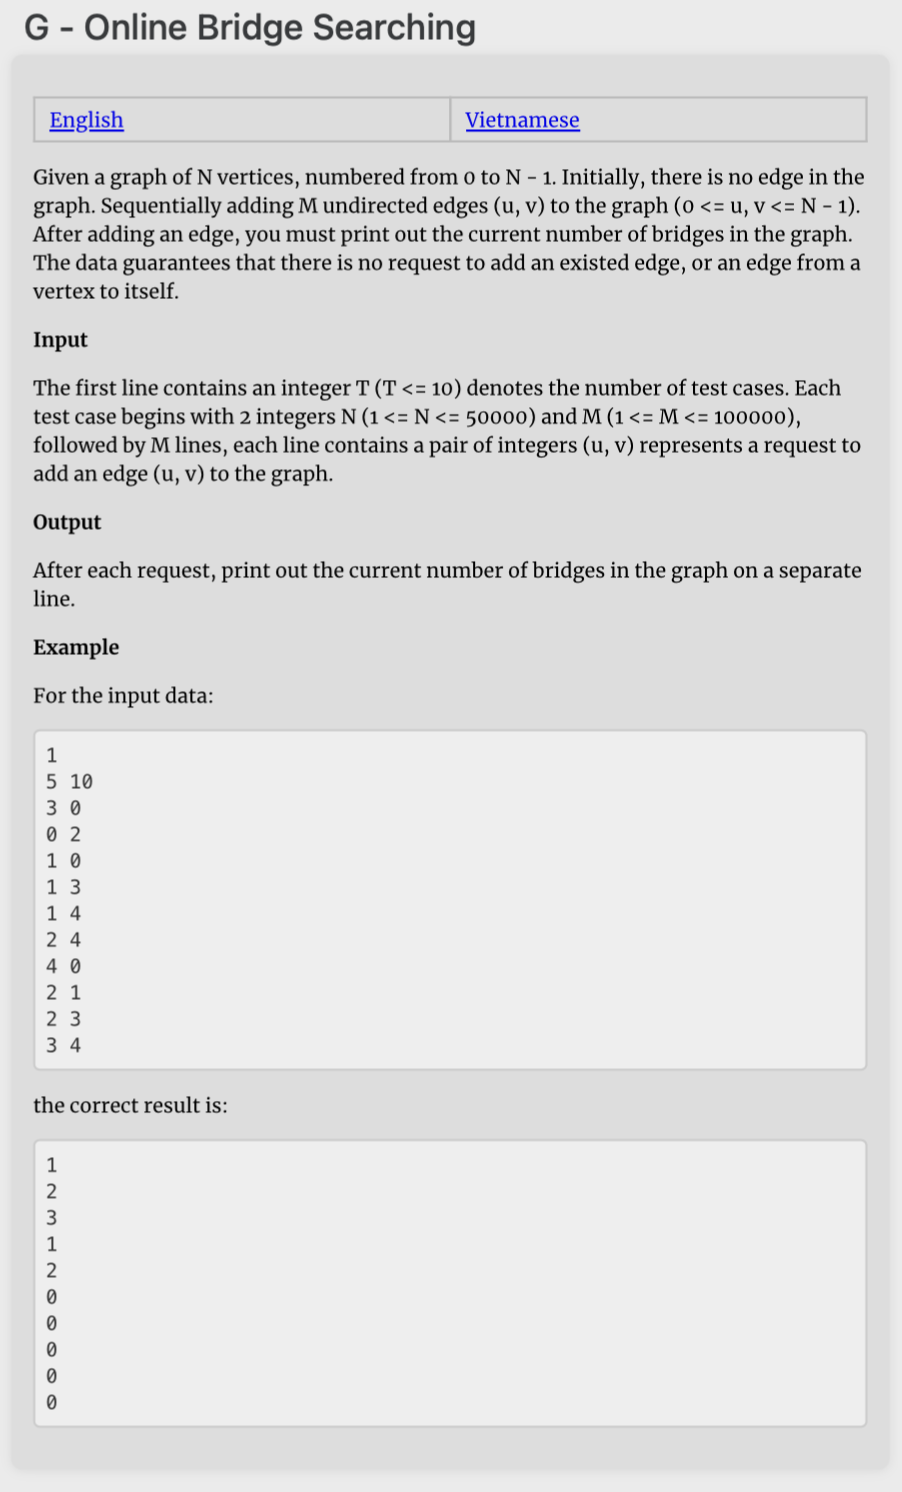 G - Online Bridge Searching
English Vietnamese
Given a graph of N vertices, numbered from 0 to N - 1. Initially, there is no edge in the
graph. Sequentially adding M undirected edges (u, v) to the graph (0 <= u, v <= N - 1).
After adding an edge, you must print out the current number of bridges in the graph.
The data guarantees that there is no request to add an existed edge, or an edge from a
vertex to itself.
Input
The first line contains an integer T (T <= 10) denotes the number of test cases. Each
test case begins with 2 integers N (1 <= N <= 50000) and M (1 <= M <= 100000),
followed by M lines, each line contains a pair of integers (u, v) represents a request to
add an edge (u, v) to the graph.
Output
After each request, print out the current number of bridges in the graph on a separate
line.
Example
For the input data:
1
5 10
3 0
0 2
1 0
1 3
1 4
2 4
4 0
2 1
2 3
3 4
the correct result is:
1
2
3
1
2
0
0
0
0
0